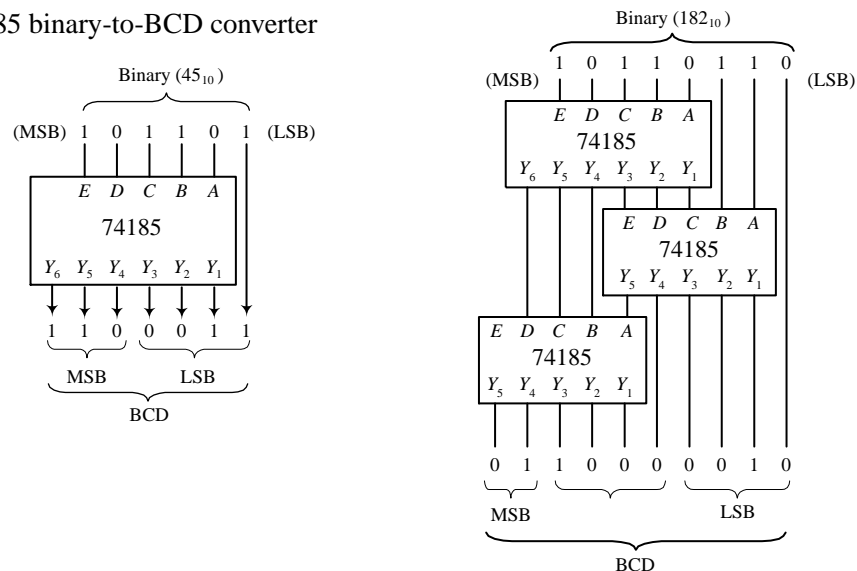 85 binary-to-BCD converter
Binary (45₁₀)
(MSB) 1 0 1 1 0 1 (LSB)
E D C B A
74185
Y₆ Y₅ Y₄ Y₃ Y₂ Y₁
1 1 0 0 0 1 1
MSB LSB
BCD
Binary (182₁₀)
1 0 1 1 0 1 1 0
(MSB) (LSB)
E D C B A
74185
Y₆ Y₅ Y₄ Y₃ Y₂ Y₁
E D C B A
74185
Y₅ Y₄ Y₃ Y₂ Y₁
E D C B A
74185
Y₅ Y₄ Y₃ Y₂ Y₁
0 1 1 0 0 0 0 0 1 0
MSB LSB
BCD